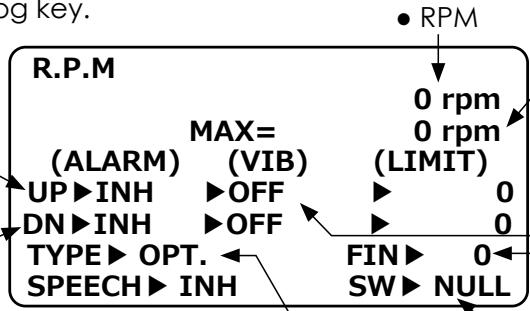 og key.
● RPM
R.P.M
0 rpm
MAX= 0 rpm
(ALARM) (VIB) (LIMIT)
UP▶INH ▶OFF ▶ 0
DN▶INH ▶OFF ▶ 0
TYPE▶ OPT. FIN▶ 0
SPEECH▶ INH SW▶ NULL